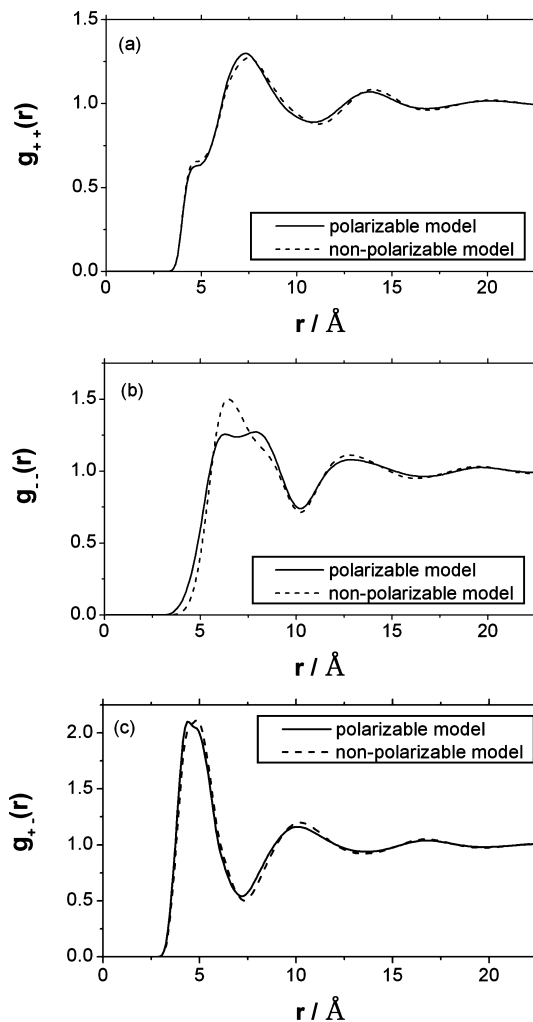 1.5
(a)
1.0
g++(r)
0.5
polarizable model
non-polarizable model
0.0
0 5 10 15 20
r / Å
(b)
1.5
g--(r)
1.0
0.5
polarizable model
non-polarizable model
0.0
0 5 10 15 20
r / Å
(c)
2.0
polarizable model
non-polarizable model
1.5
g+-(r)
1.0
0.5
0.0
0 5 10 15 20
r / Å